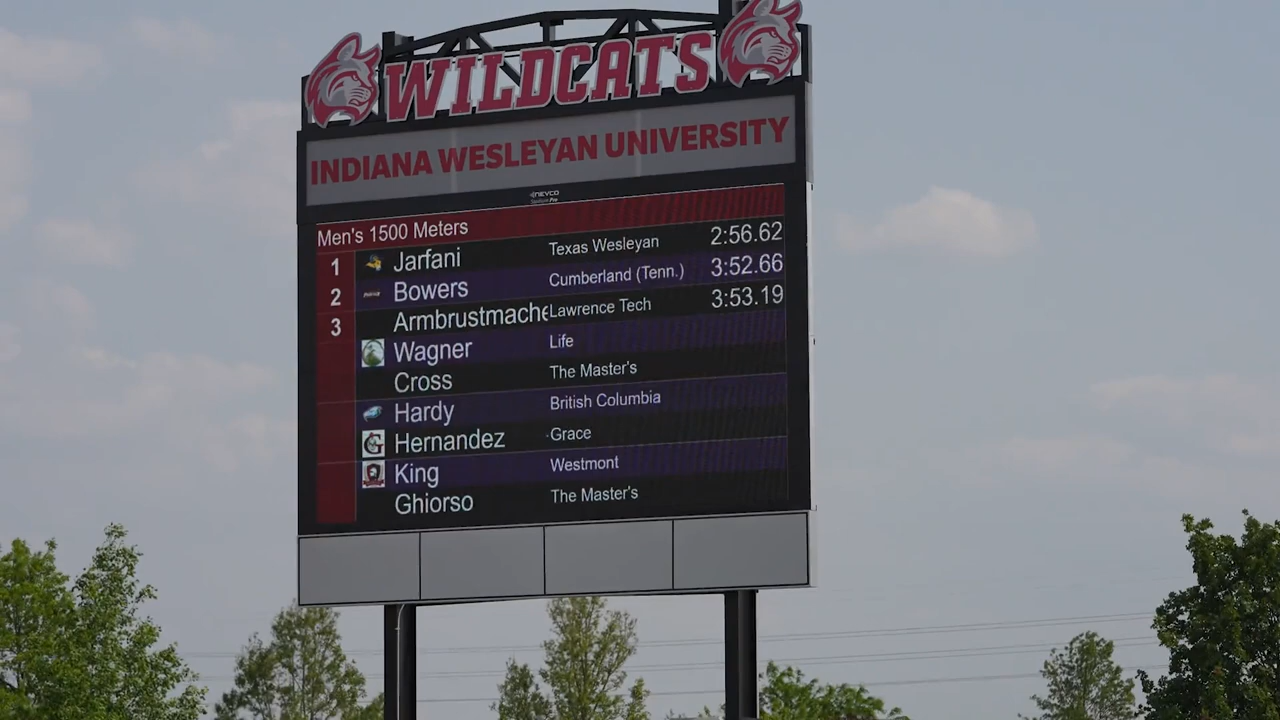 WILDCATS
INDIANA WESLEYAN UNIVERSITY
NEVCO
Men's 1500 Meters
1 Jarfani Texas Wesleyan 2:56.62
2 Bowers Cumberland (Tenn.) 3:52.66
3 Armbrustmache Lawrence Tech 3:53.19
Wagner Life
Cross The Master's
Hardy British Columbia
Hernandez Grace
King Westmont
Ghiorso The Master's